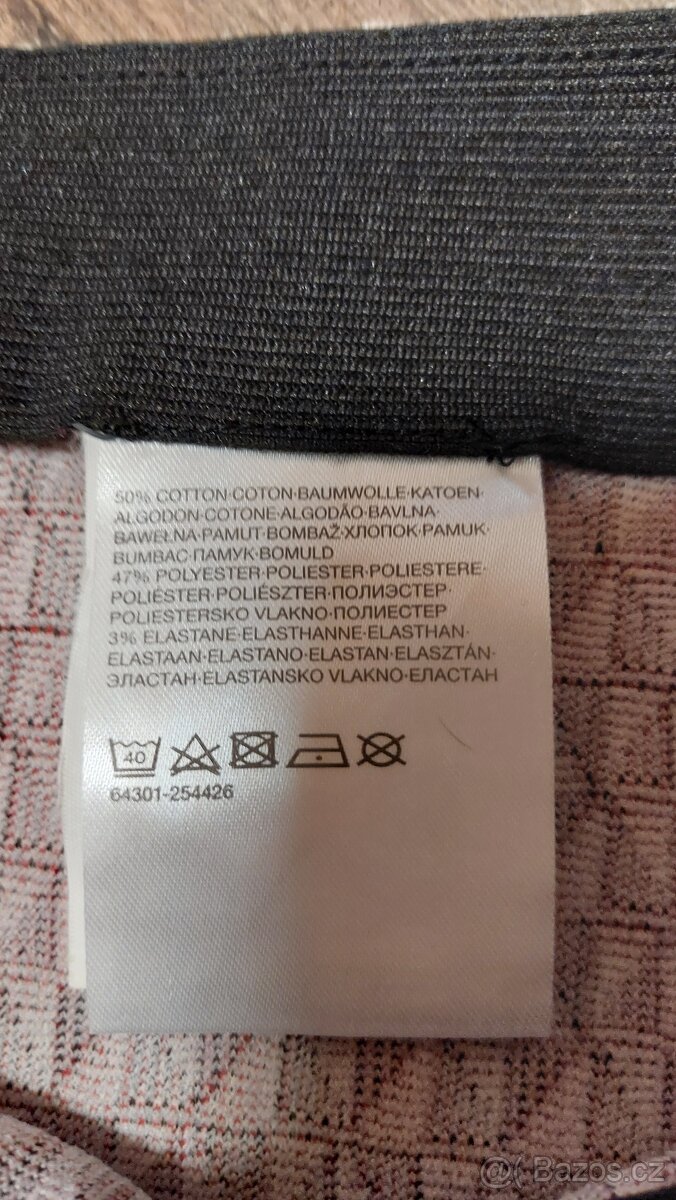 50% COTTON·COTON·BAUMWOLLE·KATOEN·
ALGODON·COTONE·ALGODÃO·BAVLNA·
BAWEŁNA·PAMUT·BOMBAŽ·ХЛОПОК·PAMUK·
BUMBAC·ПАМУК·BOMULD
47% POLYESTER·POLIESTER·POLIESTERE·
POLIÉSTER·POLIÉSZTER·ПОЛИЭСТЕР·
POLIESTERSKO VLAKNO·ПОЛИЕСТЕР
3% ELASTANE·ELASTHANNE·ELASTHAN·
ELASTAAN·ELASTANO·ELASTAN·ELASZTÁN·
ЭЛАСТАН·ELASTANSKO VLAKNO·ЕЛАСТАН
40
64301-254426
Bazos.cz